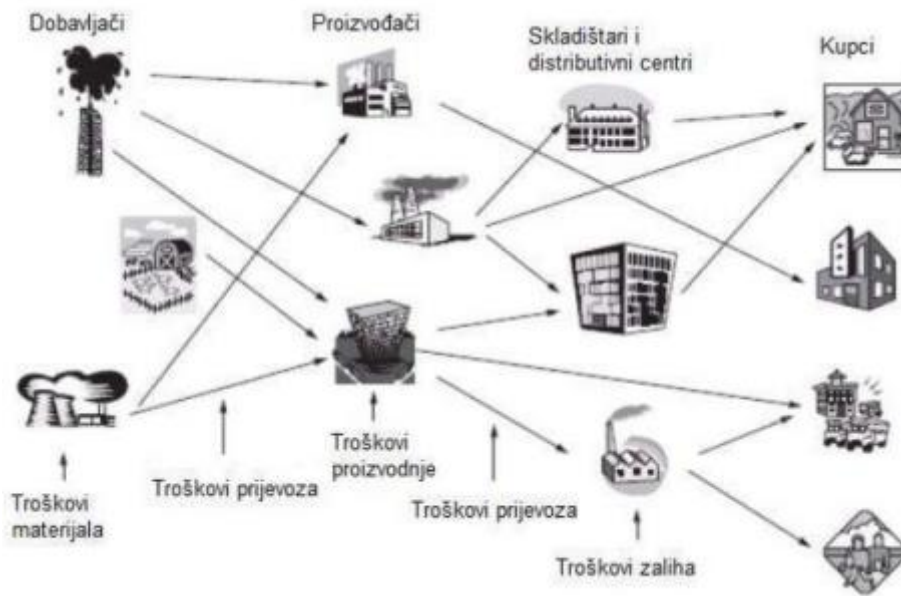 Dobavljači
Proizvođači
Skladištari i
distributivni centri
Kupci
Troškovi
materijala
Troškovi prijevoza
Troškovi
proizvodnje
Troškovi prijevoza
Troškovi zaliha